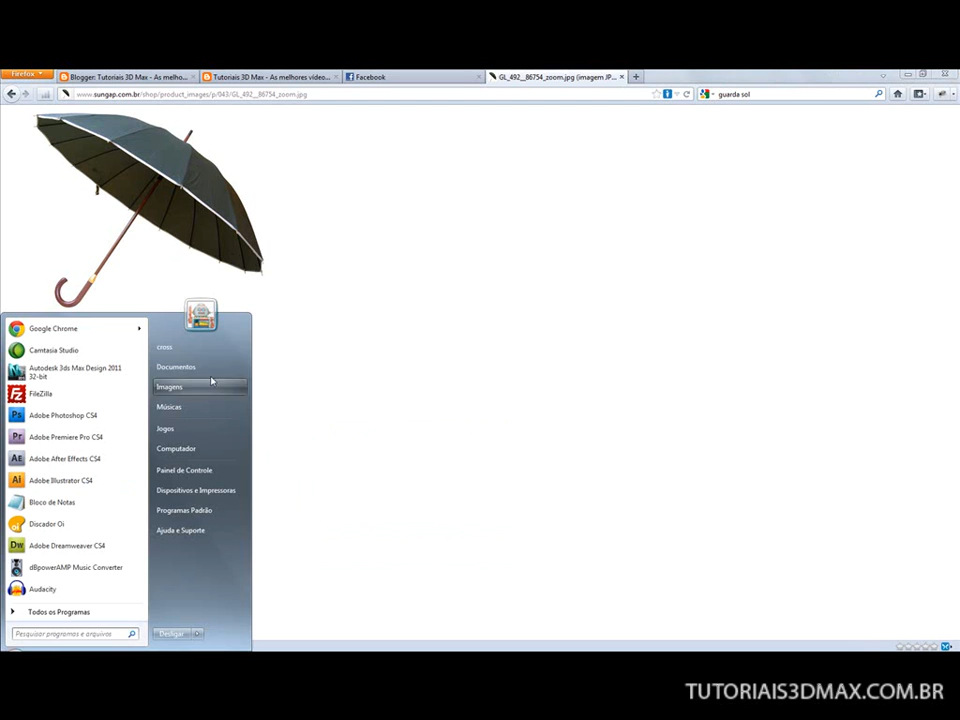 Firefox
Blogger: Tutoriais 3D Max - As melho...
Tutoriais 3D Max - As melhores vídeo...
Facebook
GL_492__86754_zoom.jpg (imagem JP...
www.sungap.com.br/shop/product_images/p/043/GL_492__86754_zoom.jpg
guarda sol
Google Chrome
Camtasia Studio
Autodesk 3ds Max Design 2011
32-bit
FileZilla
Adobe Photoshop CS4
Adobe Premiere Pro CS4
Adobe After Effects CS4
Adobe Illustrator CS4
Bloco de Notas
Discador Oi
Adobe Dreamweaver CS4
dBpowerAMP Music Converter
Audacity
Todos os Programas
Pesquisar programas e arquivos
cross
Documentos
Imagens
Músicas
Jogos
Computador
Painel de Controle
Dispositivos e Impressoras
Programas Padrão
Ajuda e Suporte
Desligar
TUTORIAIS3DMAX.COM.BR